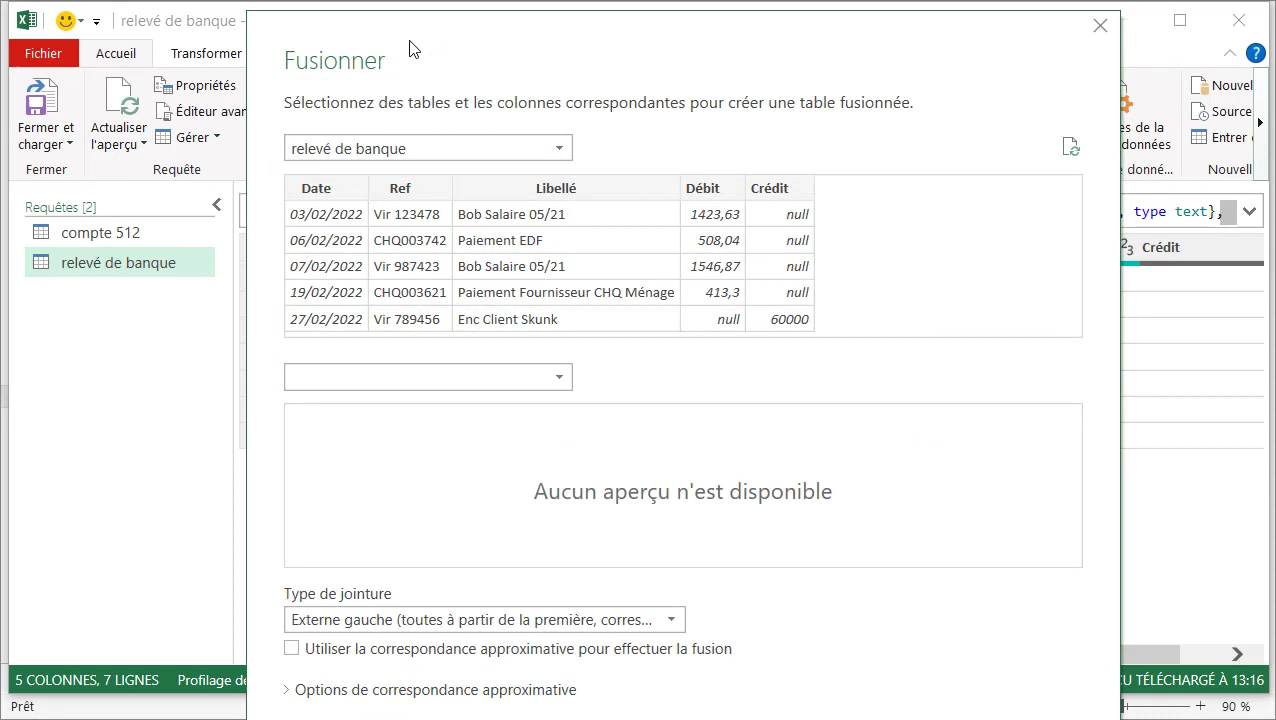 relevé de banque -
Fichier
Accueil
Transformer
Fermer et
charger
Fermer
Actualiser
l'aperçu
Propriétés
Éditeur avan
Gérer
Requête
es de la
données
e donné...
Nouvel
Source
Entrer
Nouvell
Requêtes [2]
compte 512
relevé de banque
, type text},
Crédit
Fusionner
Sélectionnez des tables et les colonnes correspondantes pour créer une table fusionnée.
relevé de banque
Date Ref Libellé Débit Crédit
03/02/2022 Vir 123478 Bob Salaire 05/21 1423,63 null
06/02/2022 CHQ003742 Paiement EDF 508,04 null
07/02/2022 Vir 987423 Bob Salaire 05/21 1546,87 null
19/02/2022 CHQ003621 Paiement Fournisseur CHQ Ménage 413,3 null
27/02/2022 Vir 789456 Enc Client Skunk null 60000
Aucun aperçu n'est disponible
Type de jointure
Externe gauche (toutes à partir de la première, corres...
Utiliser la correspondance approximative pour effectuer la fusion
Options de correspondance approximative
5 COLONNES, 7 LIGNES
Profilage de
ÇU TÉLÉCHARGÉ À 13:16
Prêt
90 %